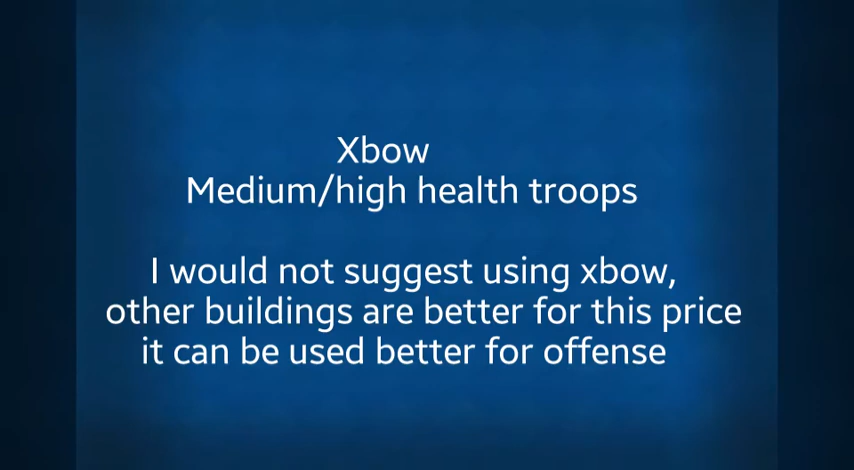 Xbow
Medium/high health troops
I would not suggest using xbow,
other buildings are better for this price
it can be used better for offense